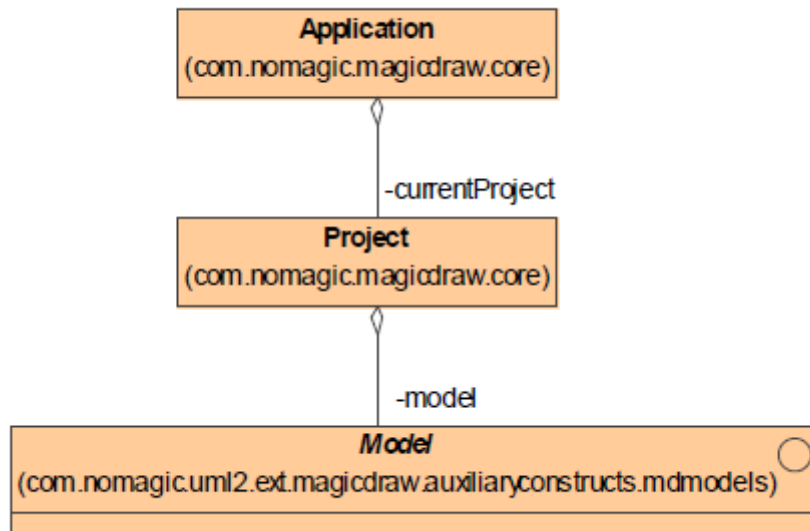 Application
(com.nomagic.magicdraw.core)
-currentProject
Project
(com.nomagic.magicdraw.core)
-model
Model
(com.nomagic.uml2.ext.magicdraw.auxiliaryconstructs.mdmodels)